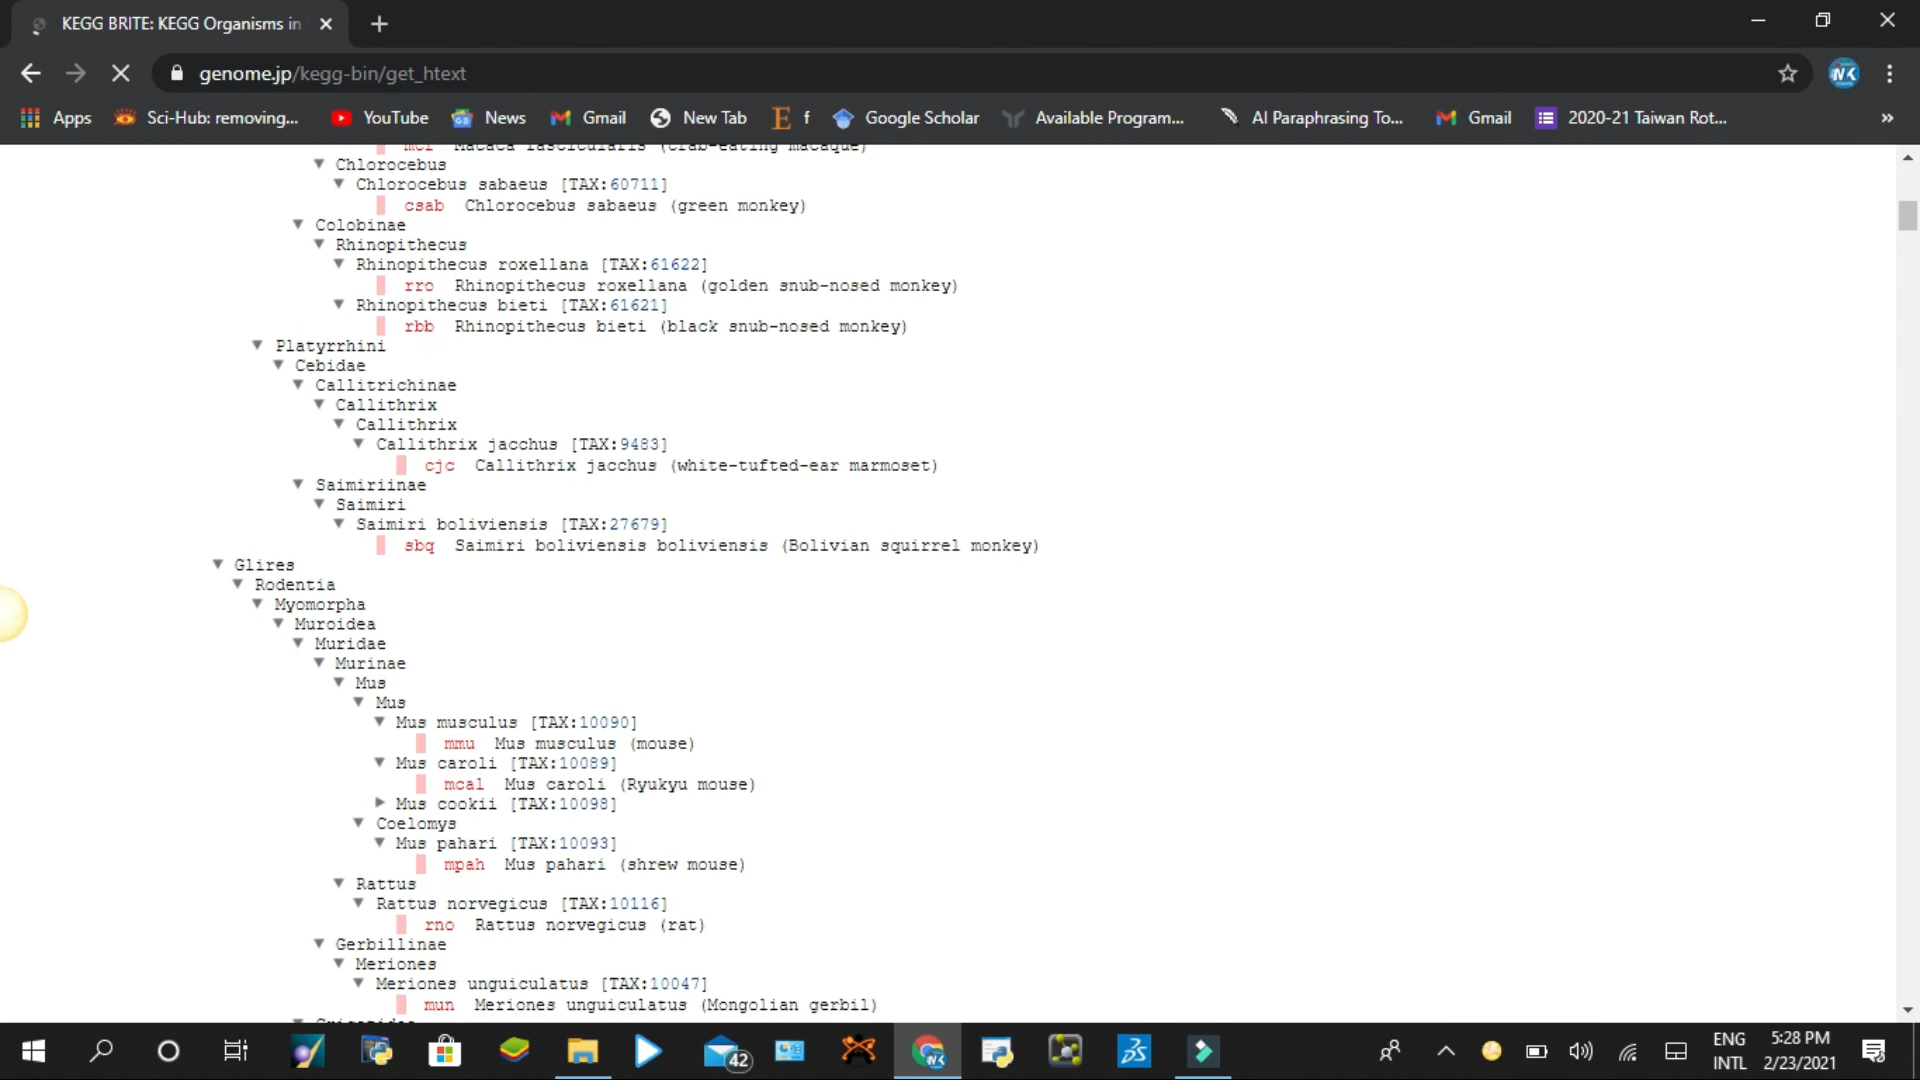 KEGG BRITE: KEGG Organisms in
genome.jp/kegg-bin/get_htext
Apps Sci-Hub: removing... YouTube News Gmail New Tab f Google Scholar Available Program... AI Paraphrasing To... Gmail 2020-21 Taiwan Rot... »
mcf Macaca fascicularis (crab-eating macaque)
Chlorocebus
Chlorocebus sabaeus [TAX:60711]
csab Chlorocebus sabaeus (green monkey)
Colobinae
Rhinopithecus
Rhinopithecus roxellana [TAX:61622]
rro Rhinopithecus roxellana (golden snub-nosed monkey)
Rhinopithecus bieti [TAX:61621]
rbb Rhinopithecus bieti (black snub-nosed monkey)
Platyrrhini
Cebidae
Callitrichinae
Callithrix
Callithrix
Callithrix jacchus [TAX:9483]
cjc Callithrix jacchus (white-tufted-ear marmoset)
Saimiriinae
Saimiri
Saimiri boliviensis [TAX:27679]
sbq Saimiri boliviensis boliviensis (Bolivian squirrel monkey)
Glires
Rodentia
Myomorpha
Muroidea
Muridae
Murinae
Mus
Mus
Mus musculus [TAX:10090]
mmu Mus musculus (mouse)
Mus caroli [TAX:10089]
mcal Mus caroli (Ryukyu mouse)
Mus cookii [TAX:10098]
Coelomys
Mus pahari [TAX:10093]
mpah Mus pahari (shrew mouse)
Rattus
Rattus norvegicus [TAX:10116]
rno Rattus norvegicus (rat)
Gerbillinae
Meriones
Meriones unguiculatus [TAX:10047]
mun Meriones unguiculatus (Mongolian gerbil)
42
ENG 5:28 PM
INTL 2/23/2021